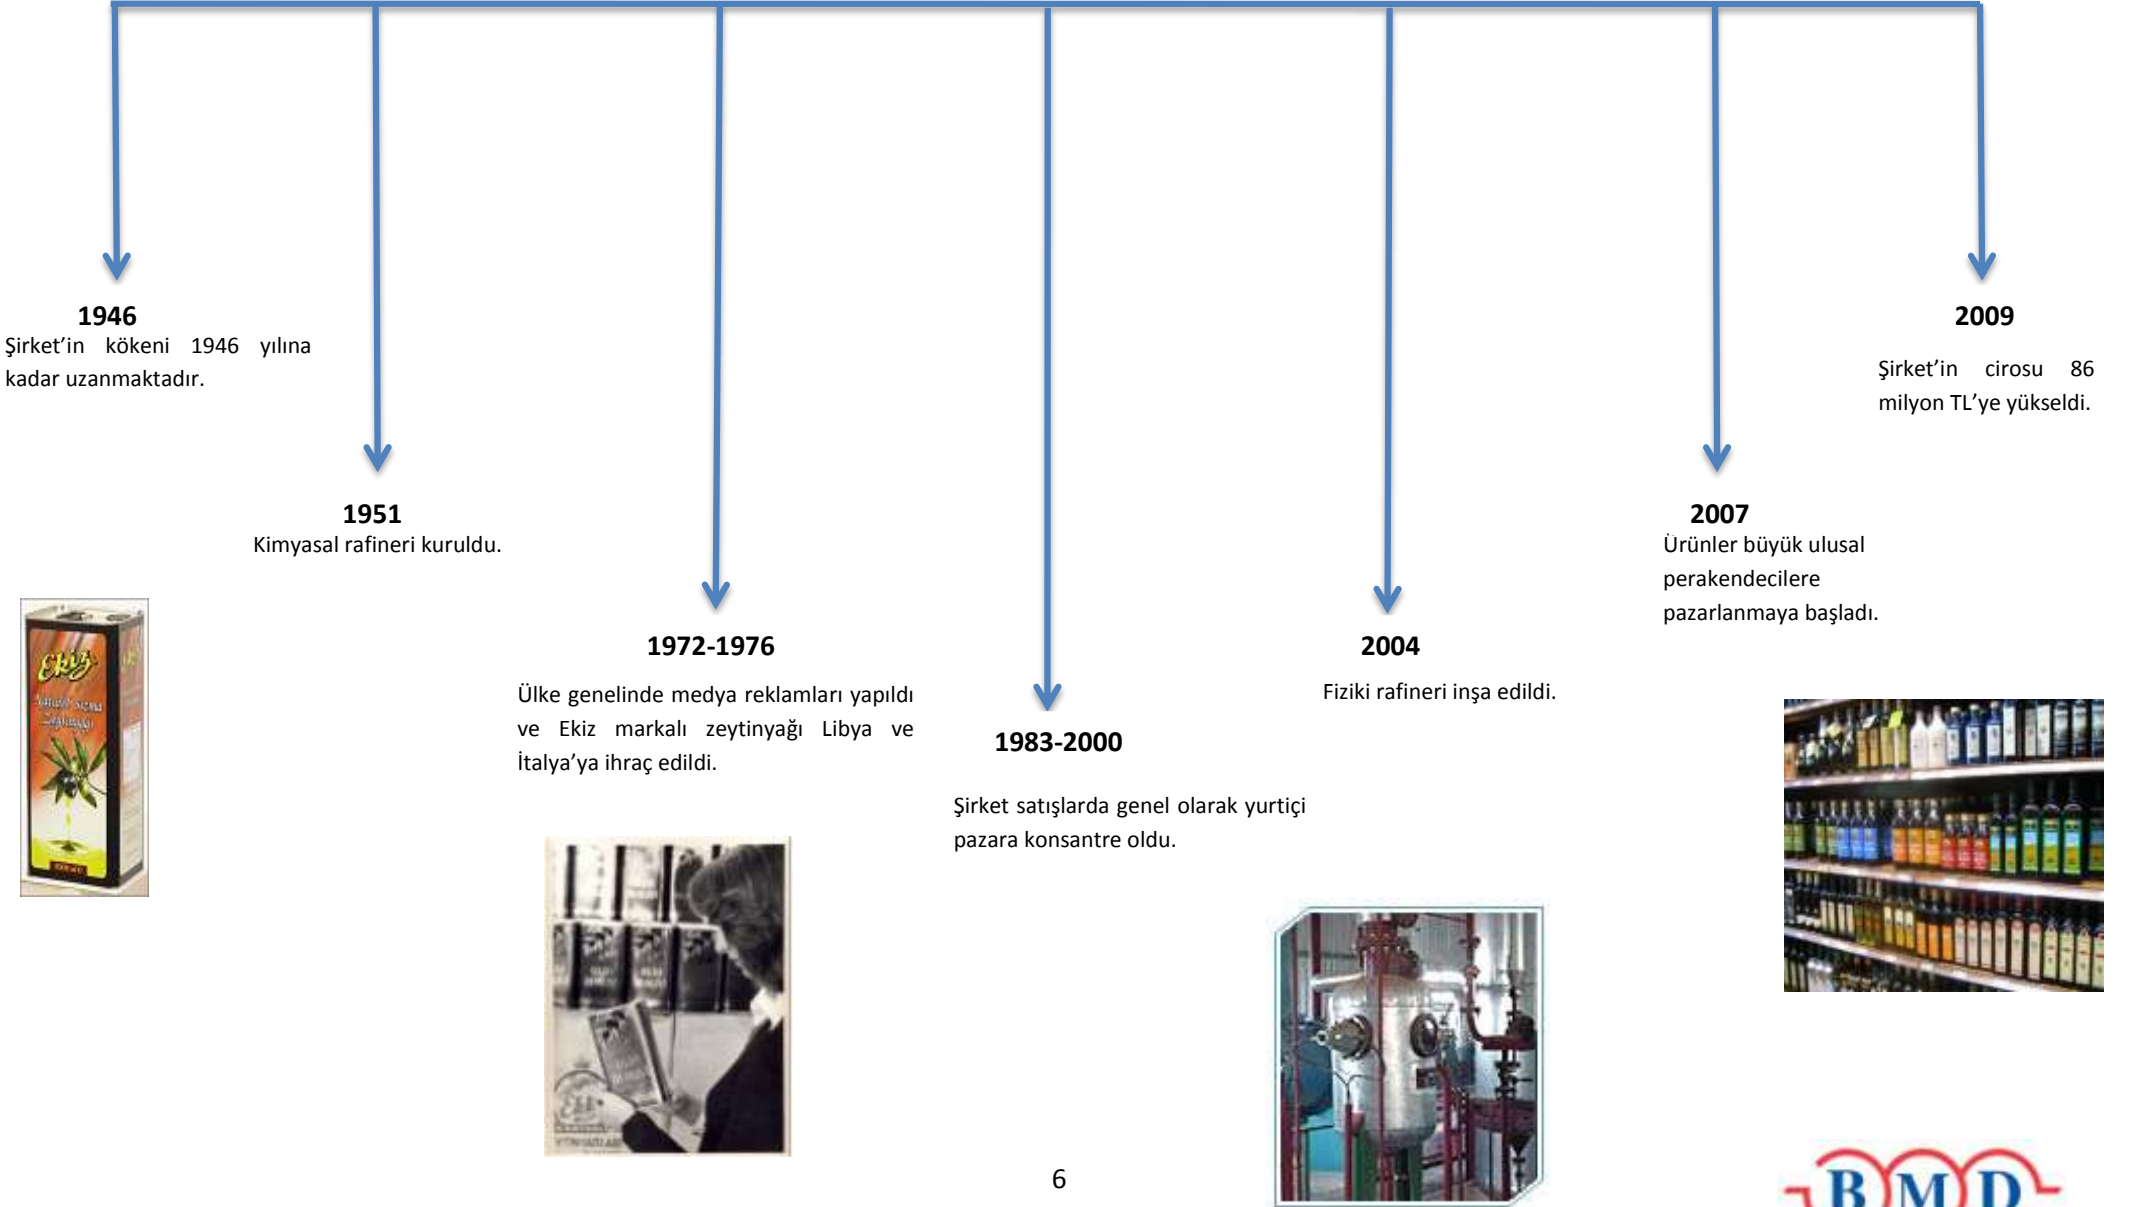 1946
Şirket’in kökeni 1946 yılına
kadar uzanmaktadır.
1951
Kimyasal rafineri kuruldu.
1972-1976
Ülke genelinde medya reklamları yapıldı
ve Ekiz markalı zeytinyağı Libya ve
İtalya’ya ihraç edildi.
1983-2000
Şirket satışlarda genel olarak yurtiçi
pazara konsantre oldu.
2004
Fiziki rafineri inşa edildi.
2007
Ürünler büyük ulusal
perakendecilere
pazarlanmaya başladı.
2009
Şirket’in cirosu 86
milyon TL’ye yükseldi.
Ekiz
Naturel Sızma
Zeytinyağı
6
BMD